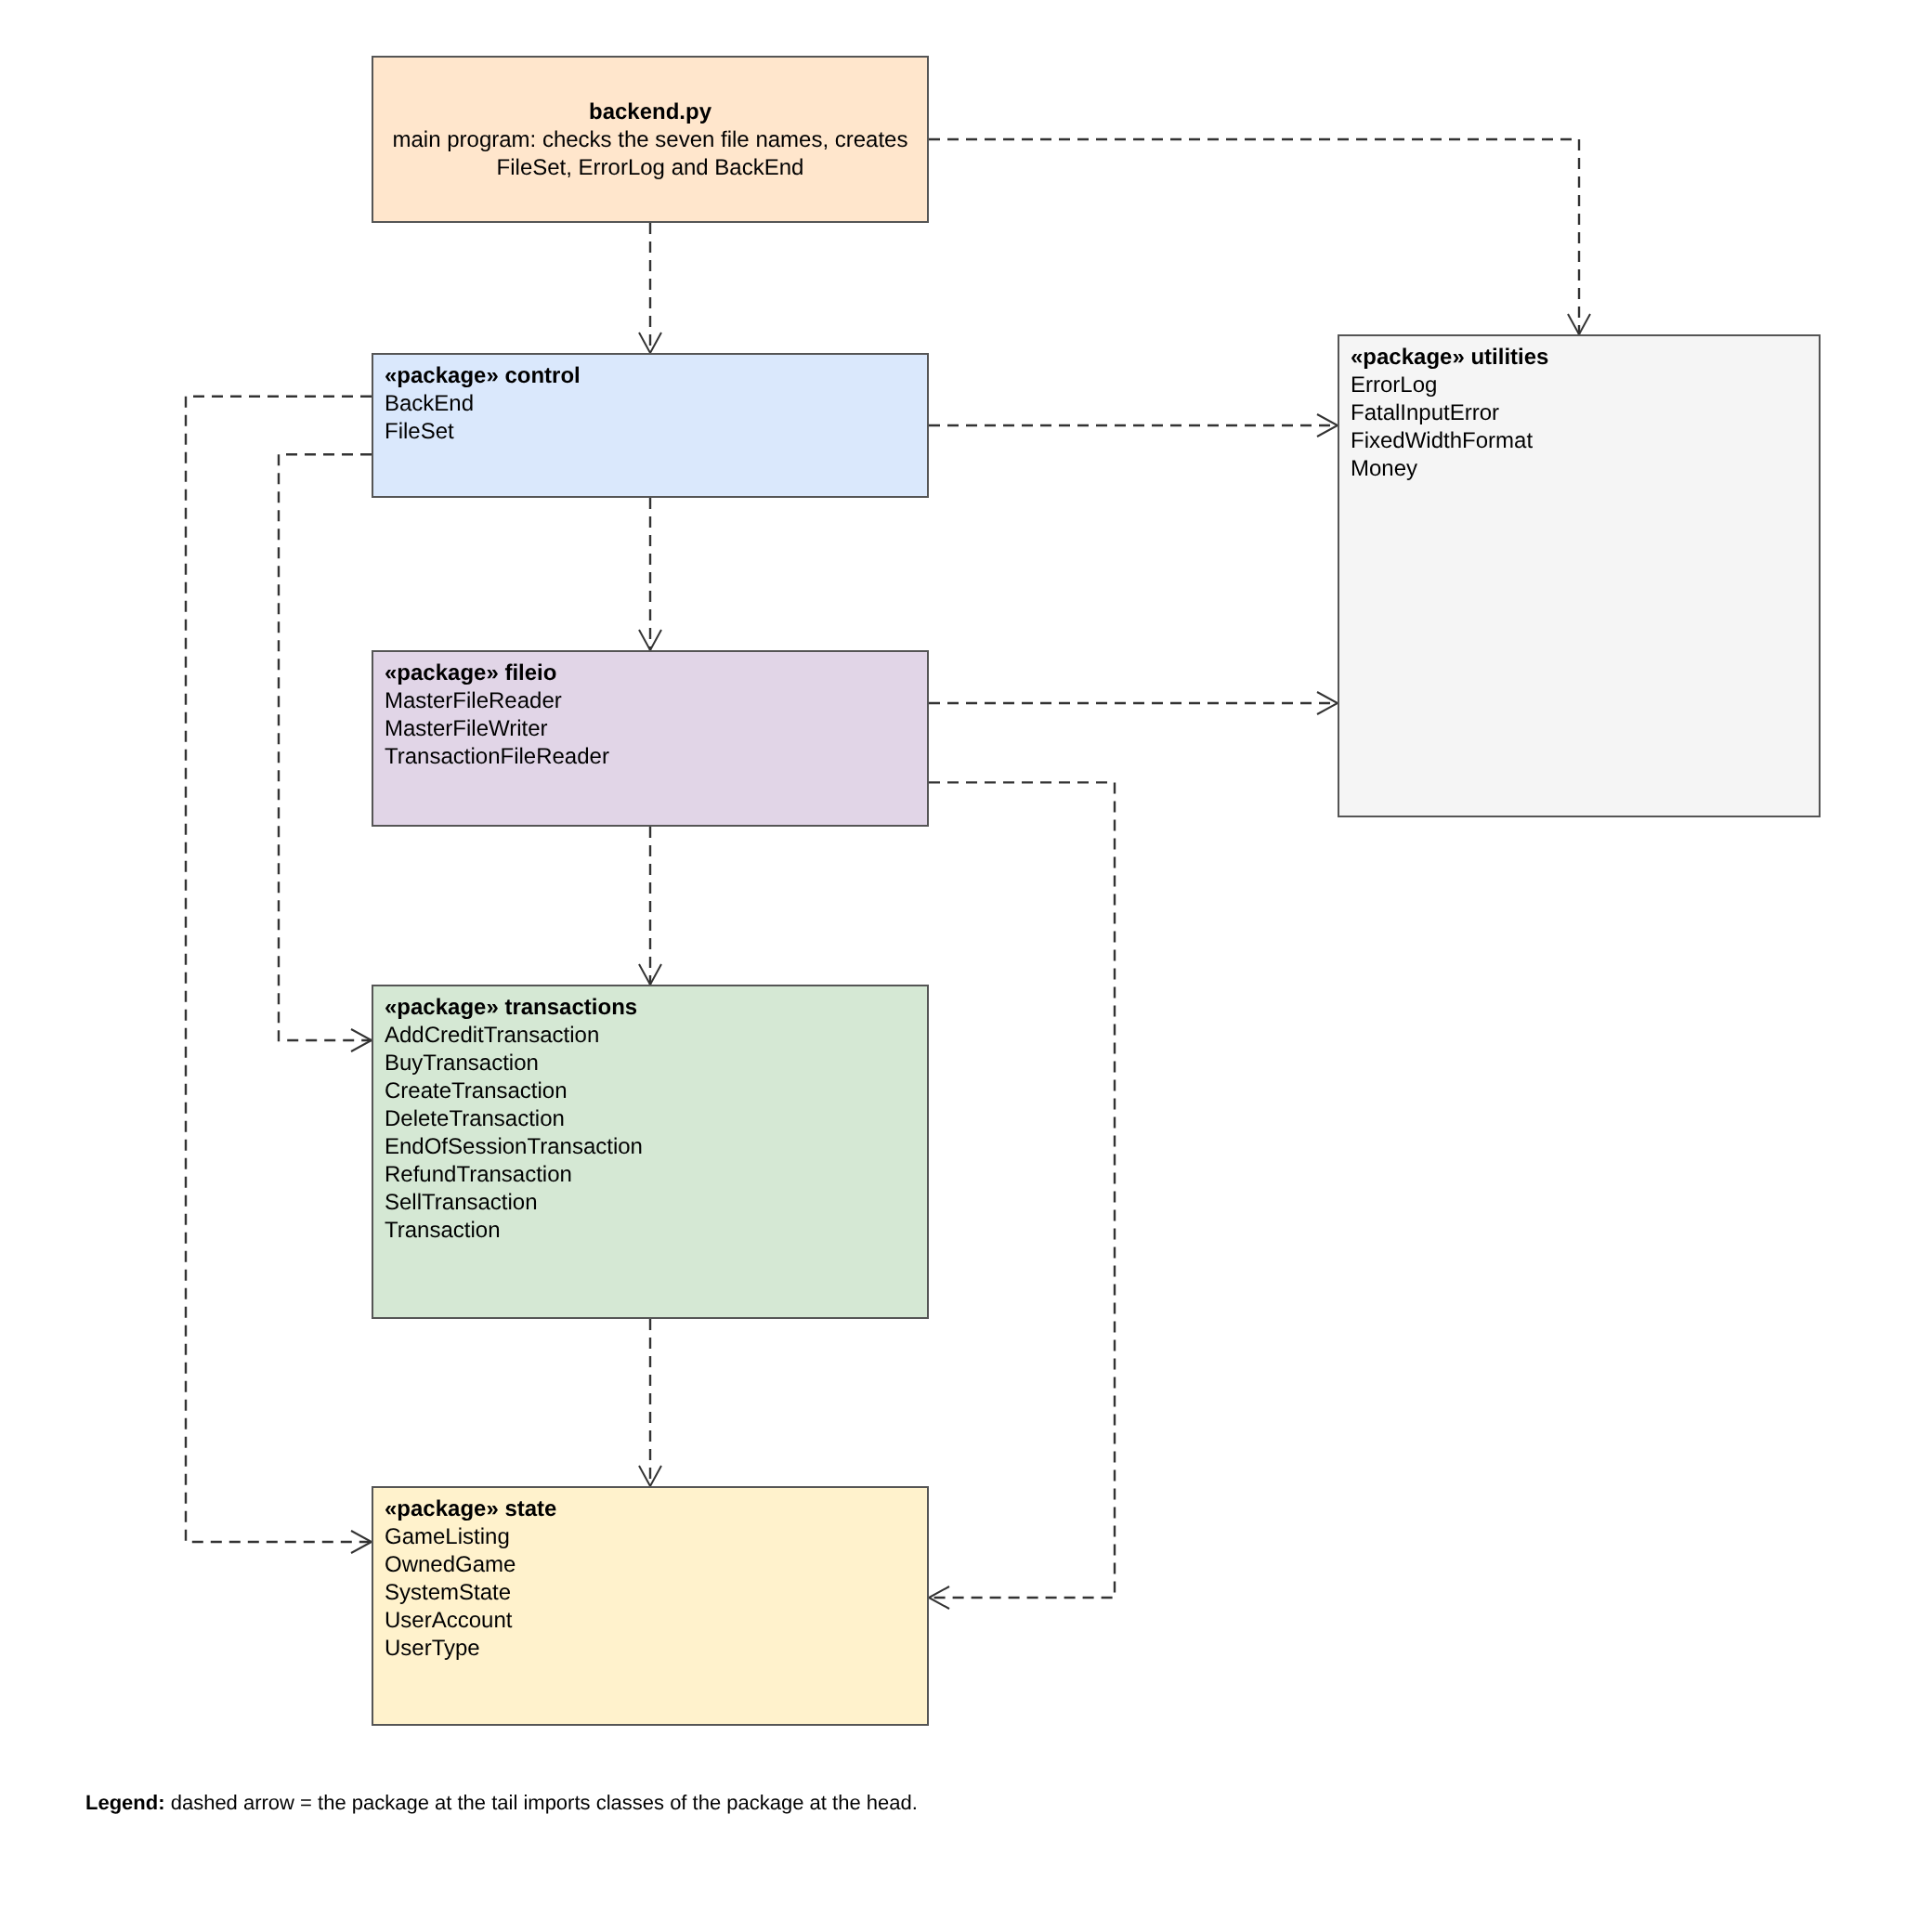 backend.py
main program: checks the seven file names, creates
FileSet, ErrorLog and BackEnd
«package» control
BackEnd
FileSet
«package» utilities
ErrorLog
FatalInputError
FixedWidthFormat
Money
«package» fileio
MasterFileReader
MasterFileWriter
TransactionFileReader
«package» transactions
AddCreditTransaction
BuyTransaction
CreateTransaction
DeleteTransaction
EndOfSessionTransaction
RefundTransaction
SellTransaction
Transaction
«package» state
GameListing
OwnedGame
SystemState
UserAccount
UserType
Legend: dashed arrow = the package at the tail imports classes of the package at the head.